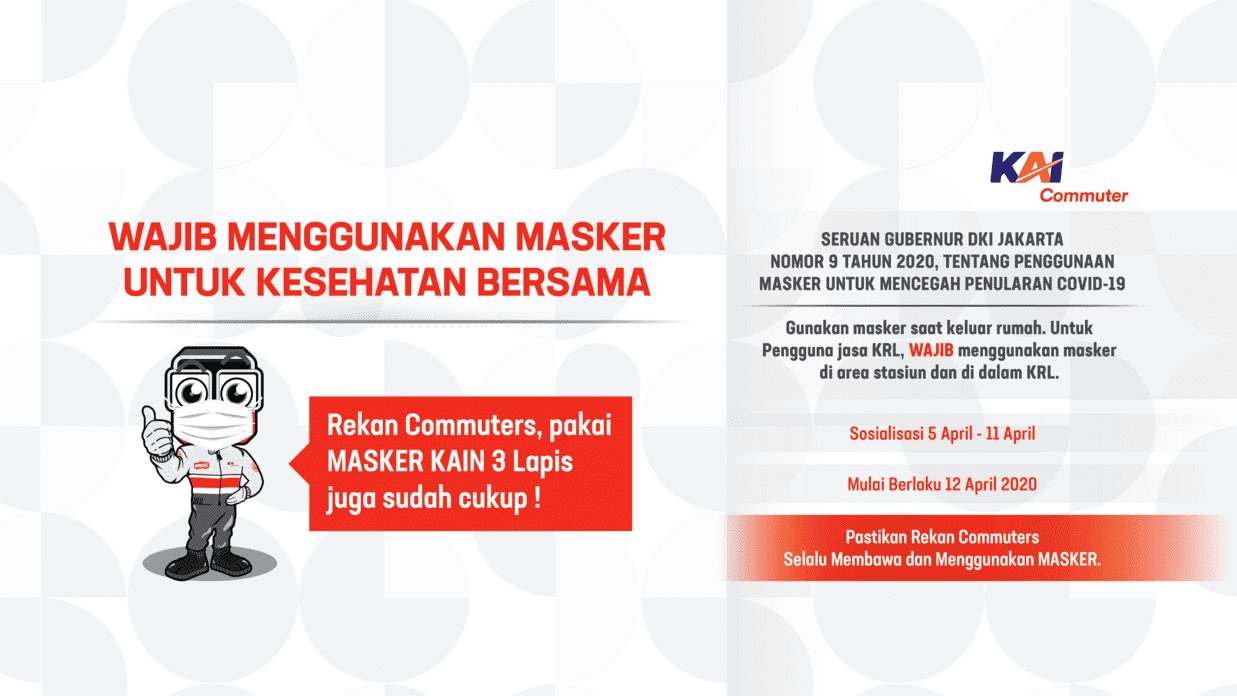 WAJIB MENGGUNAKAN MASKER
UNTUK KESEHATAN BERSAMA
Rekan Commuters, pakai
MASKER KAIN 3 Lapis
juga sudah cukup !
KAI
Commuter
SERUAN GUBERNUR DKI JAKARTA
NOMOR 9 TAHUN 2020, TENTANG PENGGUNAAN
MASKER UNTUK MENCEGAH PENULARAN COVID-19
Gunakan masker saat keluar rumah. Untuk
Pengguna jasa KRL, WAJIB menggunakan masker
di area stasiun dan di dalam KRL.
Sosialisasi 5 April - 11 April
Mulai Berlaku 12 April 2020
Pastikan Rekan Commuters
Selalu Membawa dan Menggunakan MASKER.